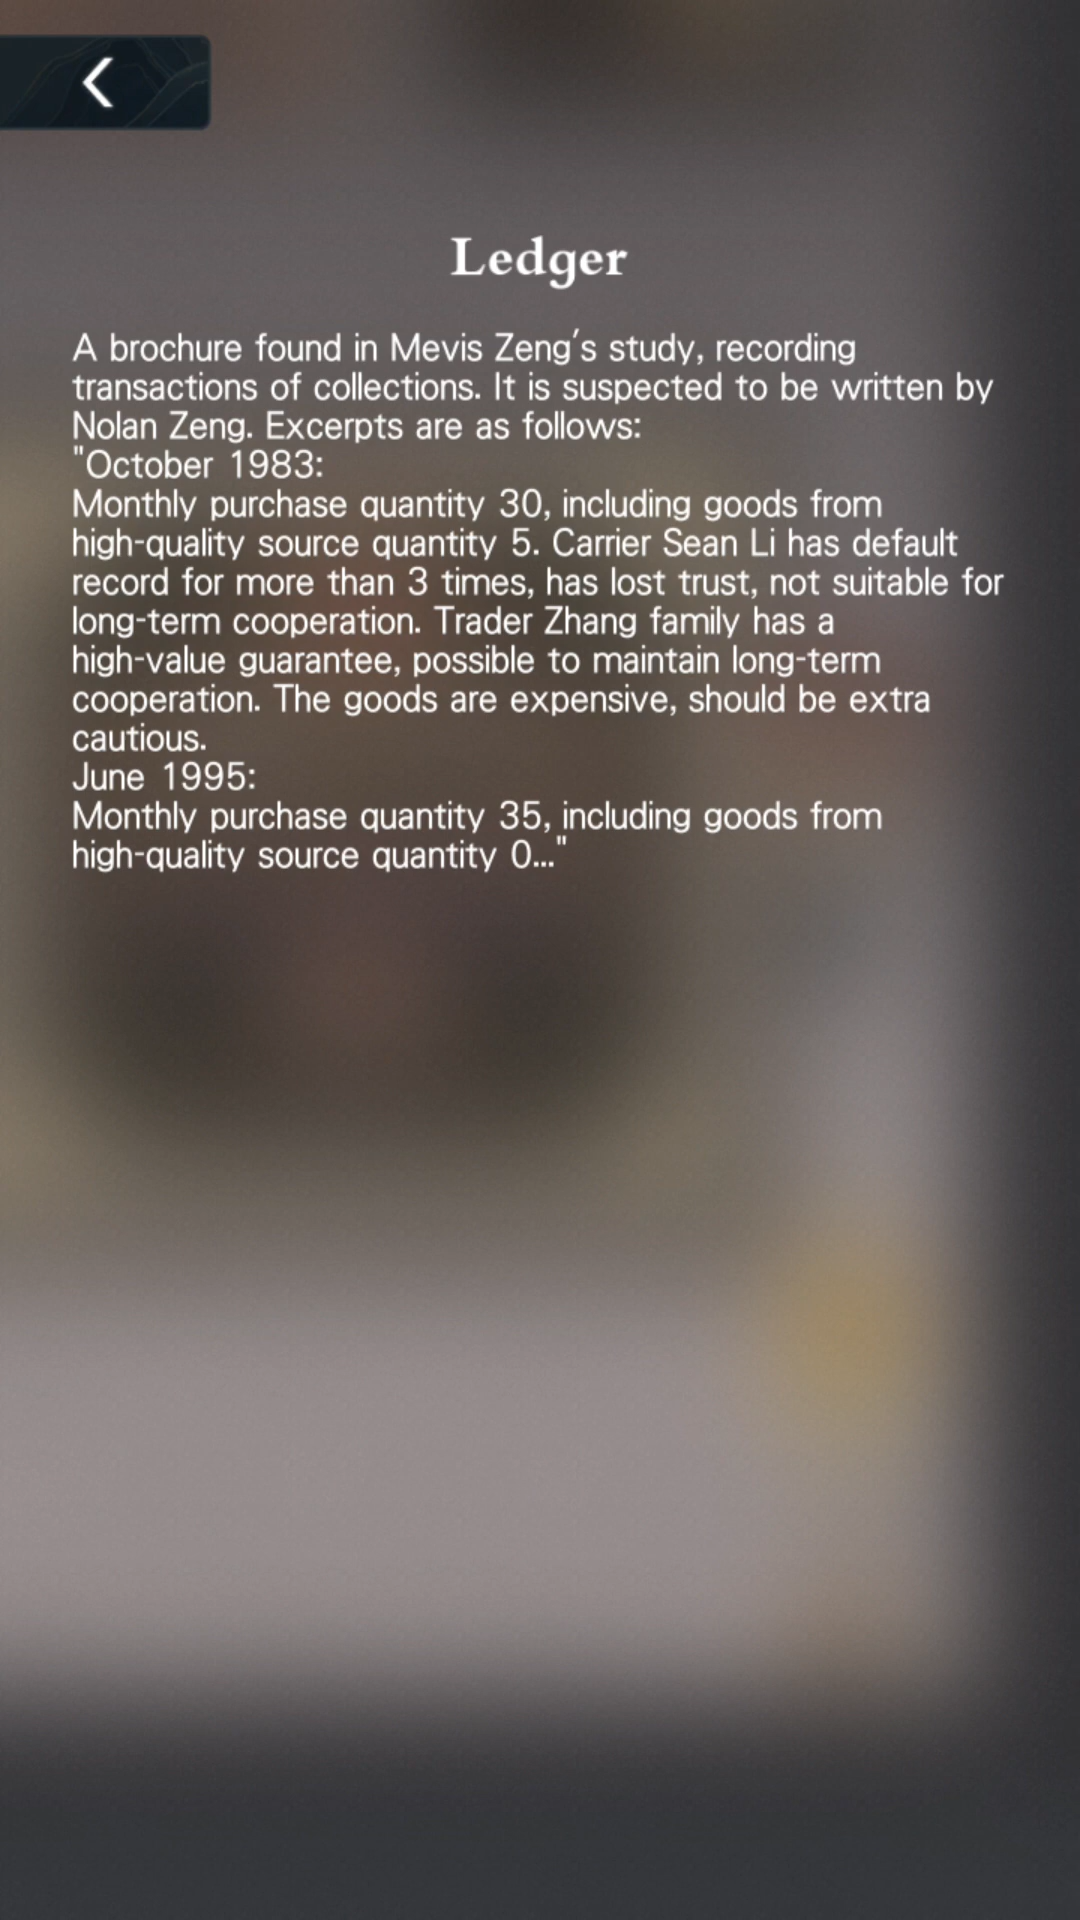 Ledger
A brochure found in Mevis Zeng's study, recording
transactions of collections. It is suspected to be written by
Nolan Zeng. Excerpts are as follows:
"October 1983:
Monthly purchase quantity 30, including goods from
high-quality source quantity 5. Carrier Sean Li has default
record for more than 3 times, has lost trust, not suitable for
long-term cooperation. Trader Zhang family has a
high-value guarantee, possible to maintain long-term
cooperation. The goods are expensive, should be extra
cautious.
June 1995:
Monthly purchase quantity 35, including goods from
high-quality source quantity 0..."